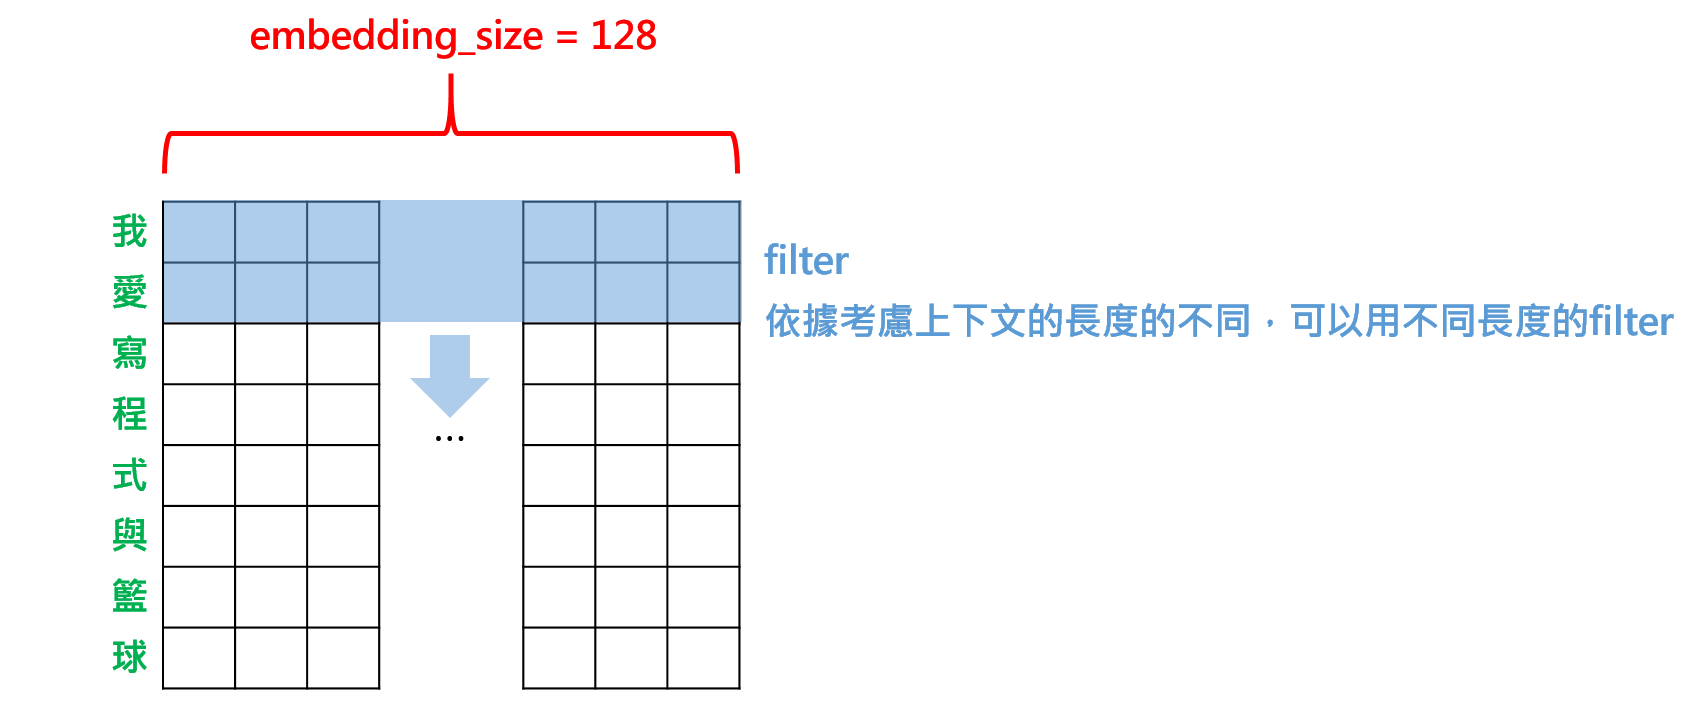 embedding_size = 128
我
愛
寫
程
式
與
籃
球
filter
依據考慮上下文的長度的不同，可以用不同長度的filter
...